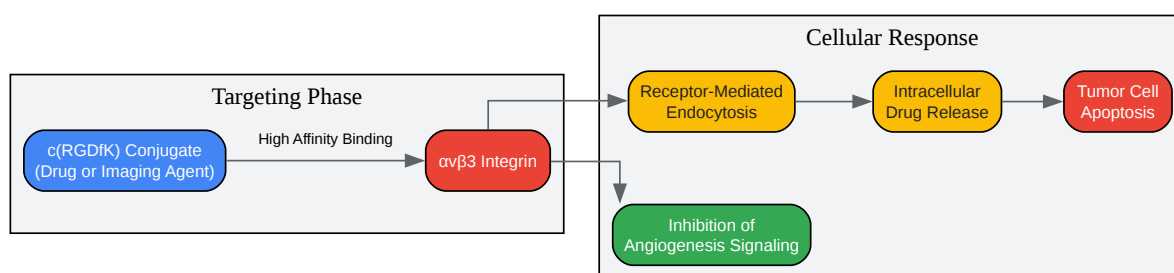 Targeting Phase
c(RGDfK) Conjugate
(Drug or Imaging Agent)
High Affinity Binding
αvβ3 Integrin
Cellular Response
Receptor-Mediated
Endocytosis
Intracellular
Drug Release
Tumor Cell
Apoptosis
Inhibition of
Angiogenesis Signaling